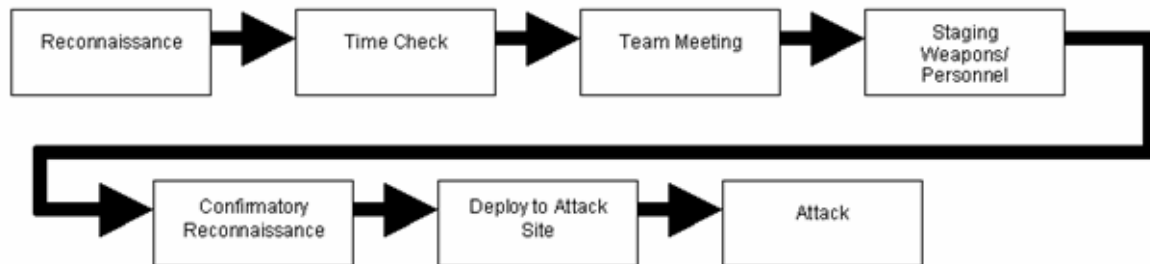 Reconnaissance
Time Check
Team Meeting
Staging
Weapons/
Personnel
Confirmatory
Reconnaissance
Deploy to Attack
Site
Attack